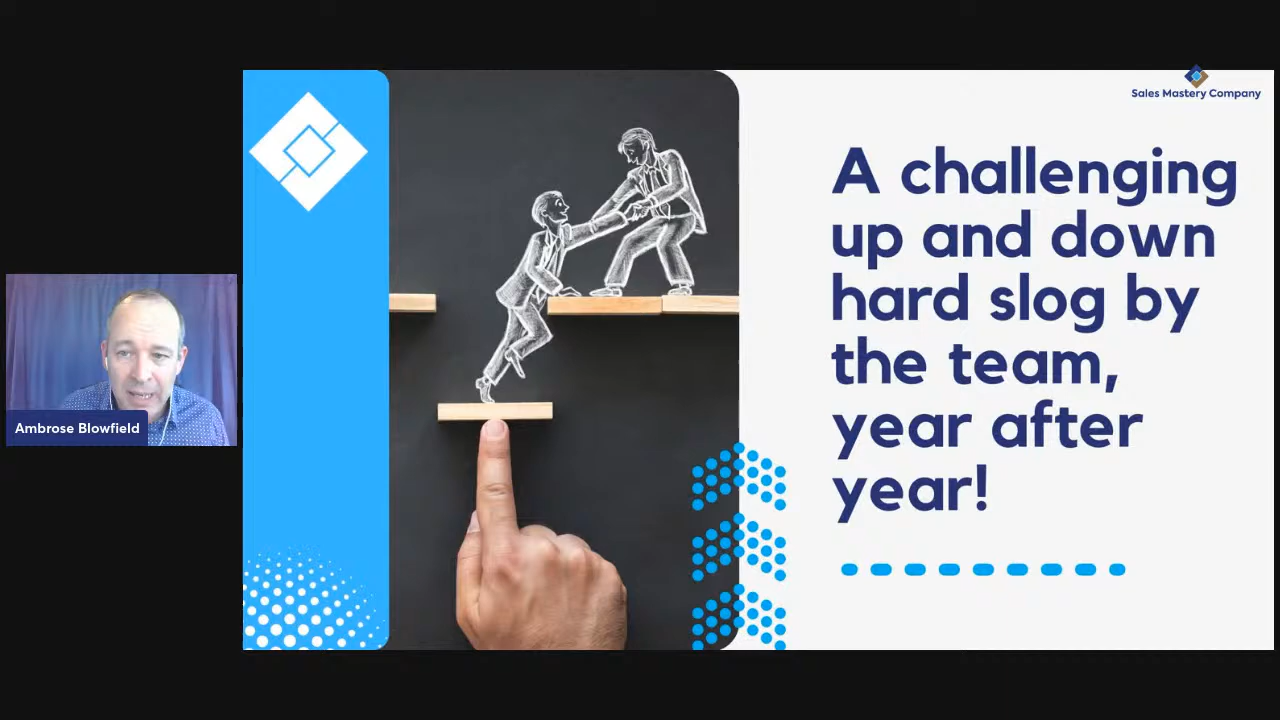 Sales Mastery Company
A challenging
up and down
hard slog by
the team,
year after
year!
Ambrose Blowfield